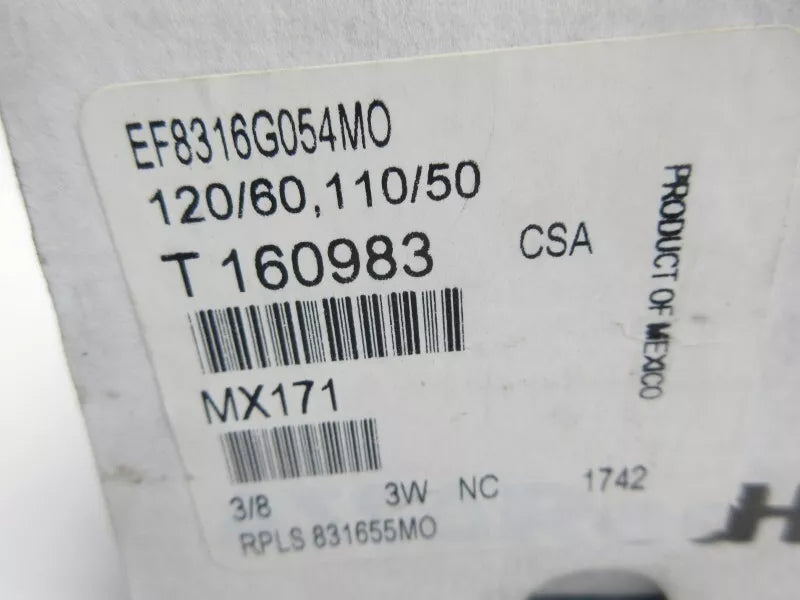 EF8316G054MO
120/60, 110/50
T 160983
CSA
PRODUCT OF MEXICO
MX171
3/8 3W NC 1742
RPLS 831655MO